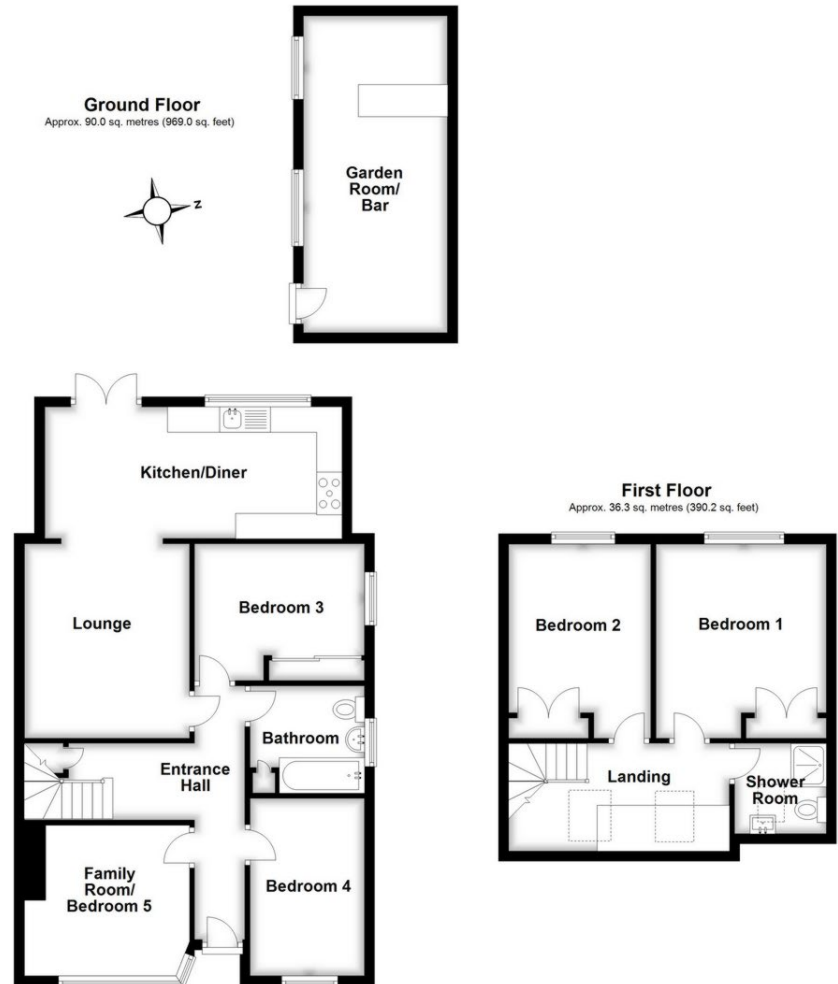 Ground Floor
Approx. 90.0 sq. metres (969.0 sq. feet)
Z
Garden
Room/
Bar
Kitchen/Diner
Lounge
Bedroom 3
Bathroom
Entrance
Hall
Family
Room/
Bedroom 5
Bedroom 4
First Floor
Approx. 36.3 sq. metres (390.2 sq. feet)
Bedroom 2
Bedroom 1
Landing
Shower
Room